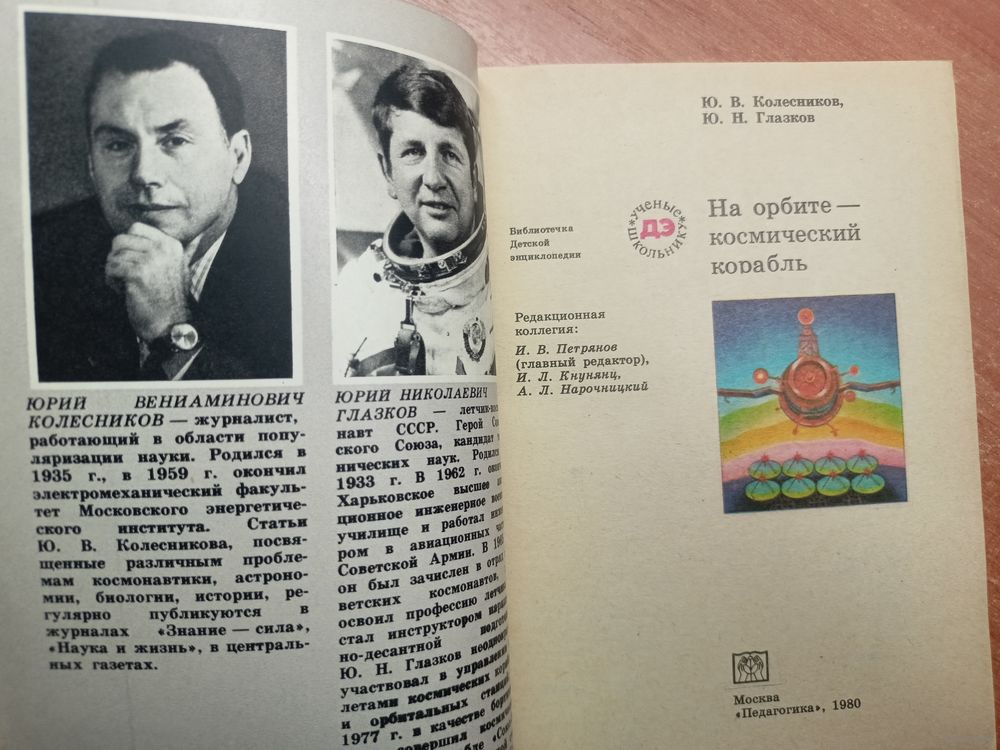 ЮРИЙ ВЕНИАМИНОВИЧ
КОЛЕСНИКОВ — журналист,
работающий в области попу-
ляризации науки. Родился в
1935 г., в 1959 г. окончил
электромеханический факуль-
тет Московского энергетиче-
ского института. Статьи
Ю. В. Колесникова, посвя-
щенные различным пробле-
мам космонавтики, астроно-
мии, биологии, истории, ре-
гулярно публикуются в
журналах «Знание — сила»,
«Наука и жизнь», в централь-
ных газетах.
ЮРИЙ НИКОЛАЕВИЧ
ГЛАЗКОВ —
навт СССР. Герой
ского Союза, кандидат
нических наук. Родился
1933 г. В 1962 г.
Харьковское высшее
ционное инженерное
училище и работал
ром в авиационных
Советской Армии. В
он был зачислен в
ветских космонавтов,
освоил профессию
стал инструктором
но-десантной
Ю. Н. Глазков
участвовал в управлении
летами космических
и орбитальных
1977 г. в качестве
совершил
Ю. В. Колесников,
Ю. Н. Глазков
Библиотечка
Детской
энциклопедии
*ученые*
ДЭ
школьнику
На орбите —
космический
корабль
Редакционная
коллегия:
И. В. Петрянов
(главный редактор),
И. Л. Кнунянц,
А. Л. Нарочницкий
Москва
«Педагогика», 1980